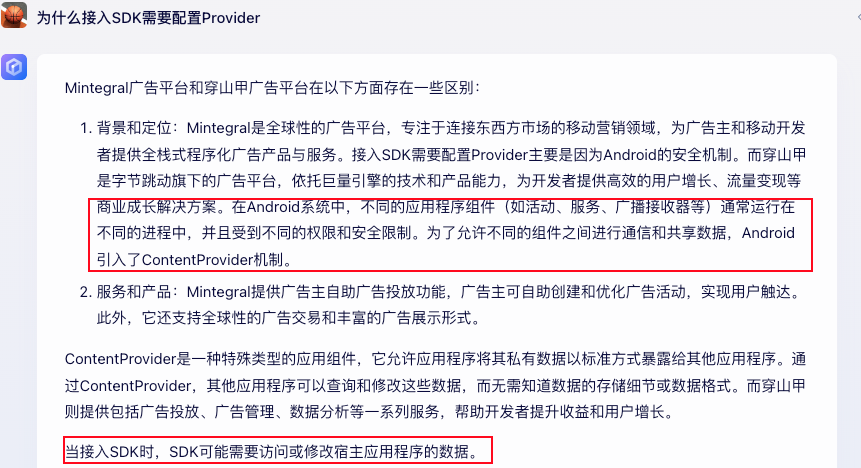 为什么接入SDK需要配置Provider
Mintegral广告平台和穿山甲广告平台在以下方面存在一些区别：
1. 背景和定位：Mintegral是全球性的广告平台，专注于连接东西方市场的移动营销领域，为广告主和移动开发
者提供全栈式程序化广告产品与服务。接入SDK需要配置Provider主要是因为Android的安全机制。而穿山甲
是字节跳动旗下的广告平台，依托巨量引擎的技术和产品能力，为开发者提供高效的用户增长、流量变现等
商业成长解决方案。在Android系统中，不同的应用程序组件（如活动、服务、广播接收器等）通常运行在
不同的进程中，并且受到不同的权限和安全限制。为了允许不同的组件之间进行通信和共享数据，Android
引入了ContentProvider机制。
2. 服务和产品：Mintegral提供广告主自助广告投放功能，广告主可自助创建和优化广告活动，实现用户触达。
此外，它还支持全球性的广告交易和丰富的广告展示形式。
ContentProvider是一种特殊类型的应用组件，它允许应用程序将其私有数据以标准方式暴露给其他应用程序。通
过ContentProvider，其他应用程序可以查询和修改这些数据，而无需知道数据的存储细节或数据格式。而穿山甲
则提供包括广告投放、广告管理、数据分析等一系列服务，帮助开发者提升收益和用户增长。
当接入SDK时，SDK可能需要访问或修改宿主应用程序的数据。